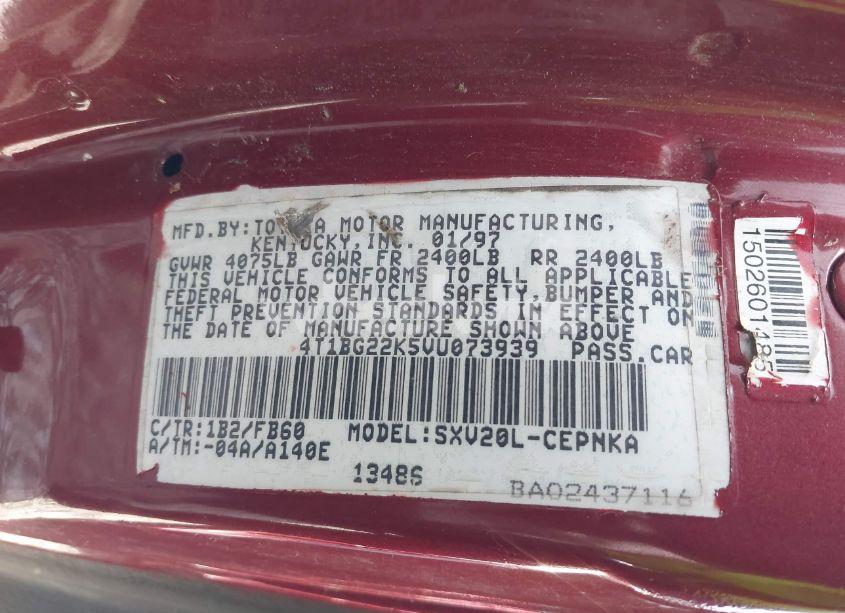 MFD.BY:TOYOTA MOTOR MANUFACTURING,
KENTUCKY,INC. 01/97
GVWR 4075LB GAWR FR 2400LB RR 2400LB
THIS VEHICLE CONFORMS TO ALL APPLICABLE
FEDERAL MOTOR VEHICLE SAFETY,BUMPER AND
THEFT PREVENTION STANDARDS IN EFFECT ON
THE DATE OF MANUFACTURE SHOWN ABOVE
4T1BG22K5VU073939 PASS.CAR
C/TR:1B2/FB60 MODEL:SXV20L-CEPNKA
A/TM:-04A/A140E
13486
BA02437116
1502601485